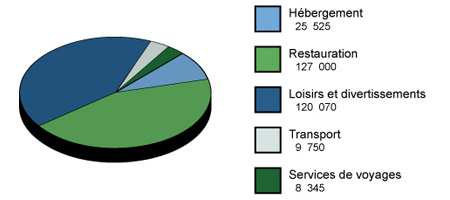 Hébergement
25 525
Restauration
127 000
Loisirs et divertissements
120 070
Transport
9 750
Services de voyages
8 345